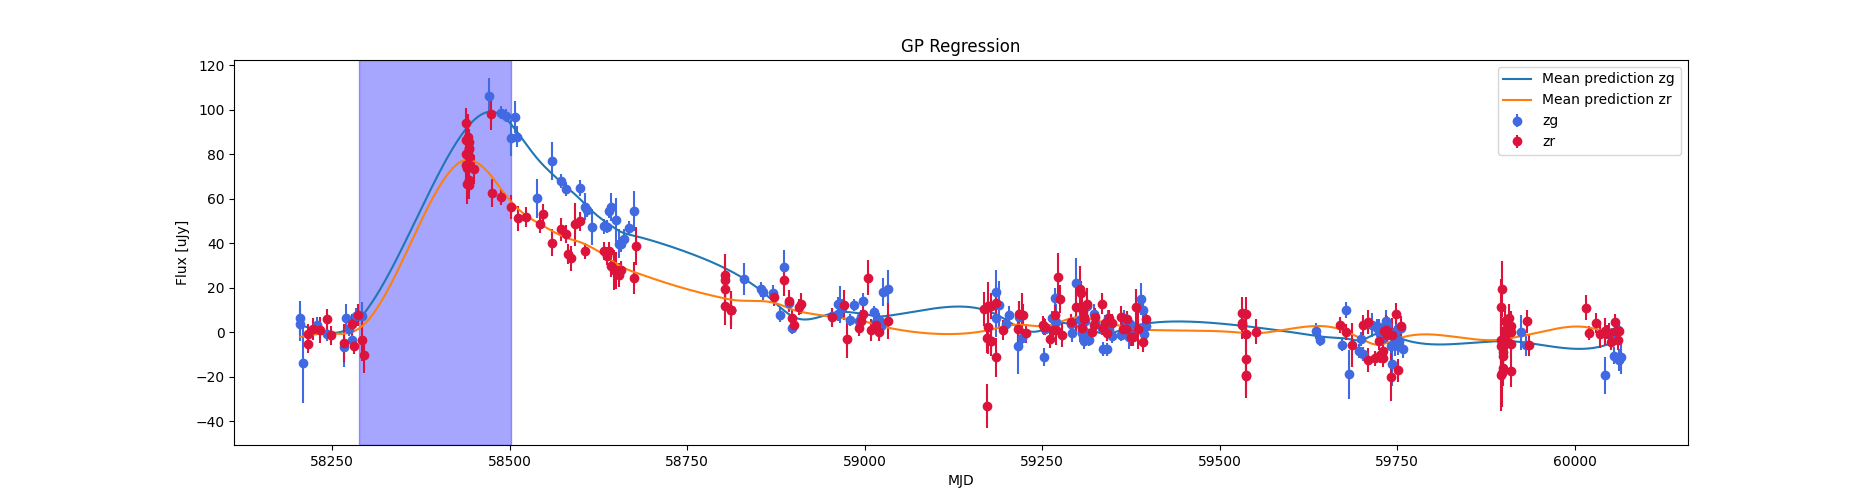 GP Regression
120
100
80
60
40
20
0
−20
−40
Flux [uJy]
58250
58500
58750
59000
59250
59500
59750
60000
MJD
Mean prediction zg
Mean prediction zr
zg
zr